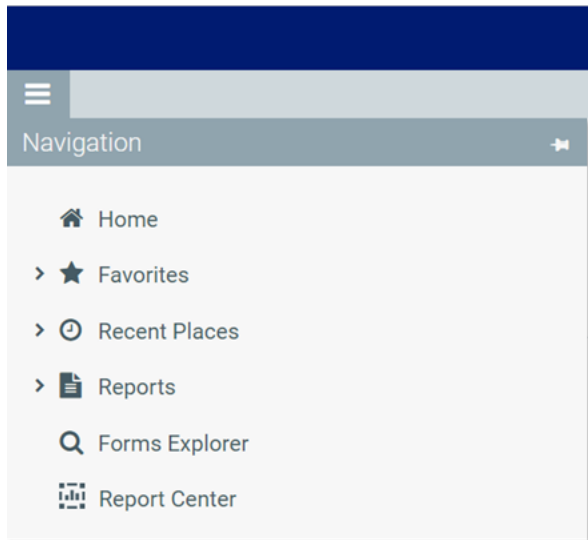 Navigation
Home
Favorites
Recent Places
Reports
Forms Explorer
Report Center